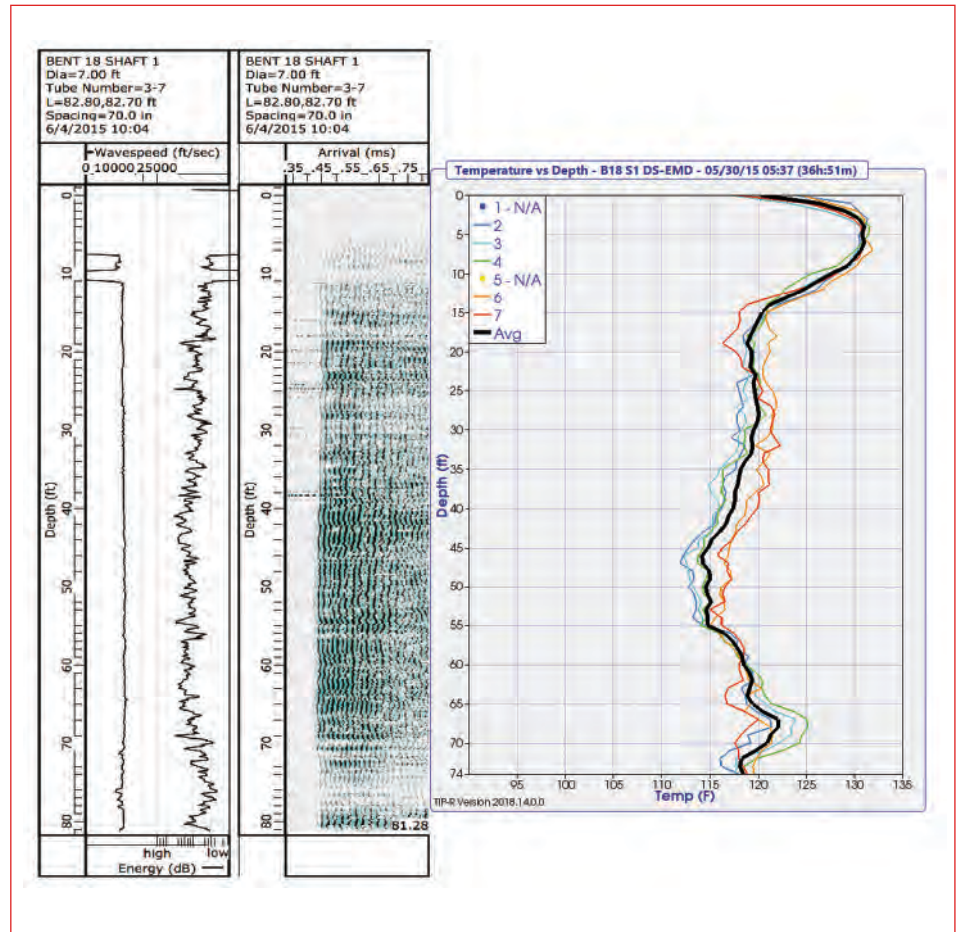 BENT 18 SHAFT 1
Dia=7.00 ft
Tube Number=3-7
L=82.80,82.70 ft
Spacing=70.0 in
6/4/2015 10:04
Wavespeed (ft/sec)
0 10000 25000
0
10
20
30
40
50
60
70
80
Depth (ft)
high low
Energy (dB)
BENT 18 SHAFT 1
Dia=7.00 ft
Tube Number=3-7
L=82.80,82.70 ft
Spacing=70.0 in
6/4/2015 10:04
Arrival (ms)
.35 .45 .55 .65 .75
0
10
20
30
40
50
60
70
80
Depth (ft)
81.28
Temperature vs Depth - B18 S1 DS-EMD - 05/30/15 05:37 (36h:51m)
1 - N/A
2
3
4
5 - N/A
6
7
Avg
0
5
10
15
20
25
30
35
40
45
50
55
60
65
70
74
Depth (ft)
95 100 105 110 115 120 125 130 135
Temp (F)
TIP-R Version 2018.14.0.0